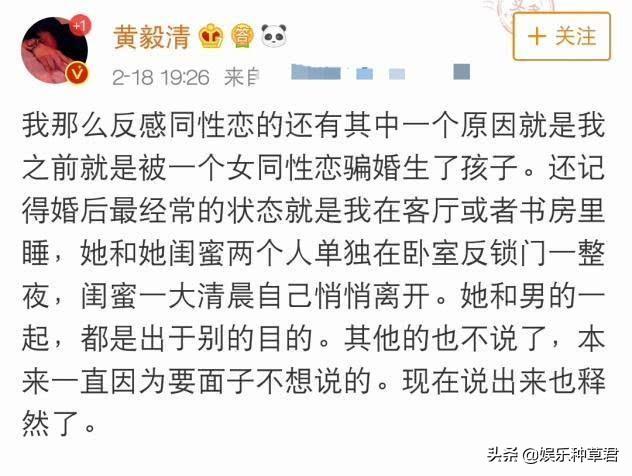 +1
黄毅清 答
+ 关注
2-18 19:26 来自
我那么反感同性恋的还有其中一个原因就是我
之前就是被一个女同性恋骗婚生了孩子。还记
得婚后最经常的状态就是我在客厅或者书房里
睡，她和她闺蜜两个人单独在卧室反锁门一整
夜，闺蜜一大清晨自己悄悄离开。她和男的一
起，都是出于别的目的。其他的也不说了，本
来一直因为要面子不想说的。现在说出来也释
然了。
头条 @娱乐种草君